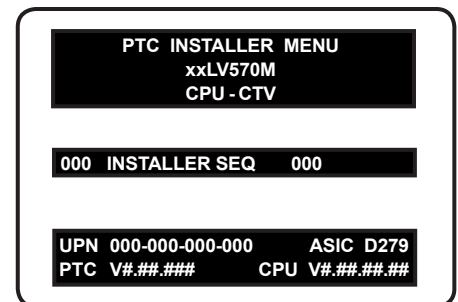 PTC INSTALLER MENU
xxLV570M
CPU - CTV
000 INSTALLER SEQ 000
UPN 000-000-000-000 ASIC D279
PTC V#.##.### CPU V#.##.##.##